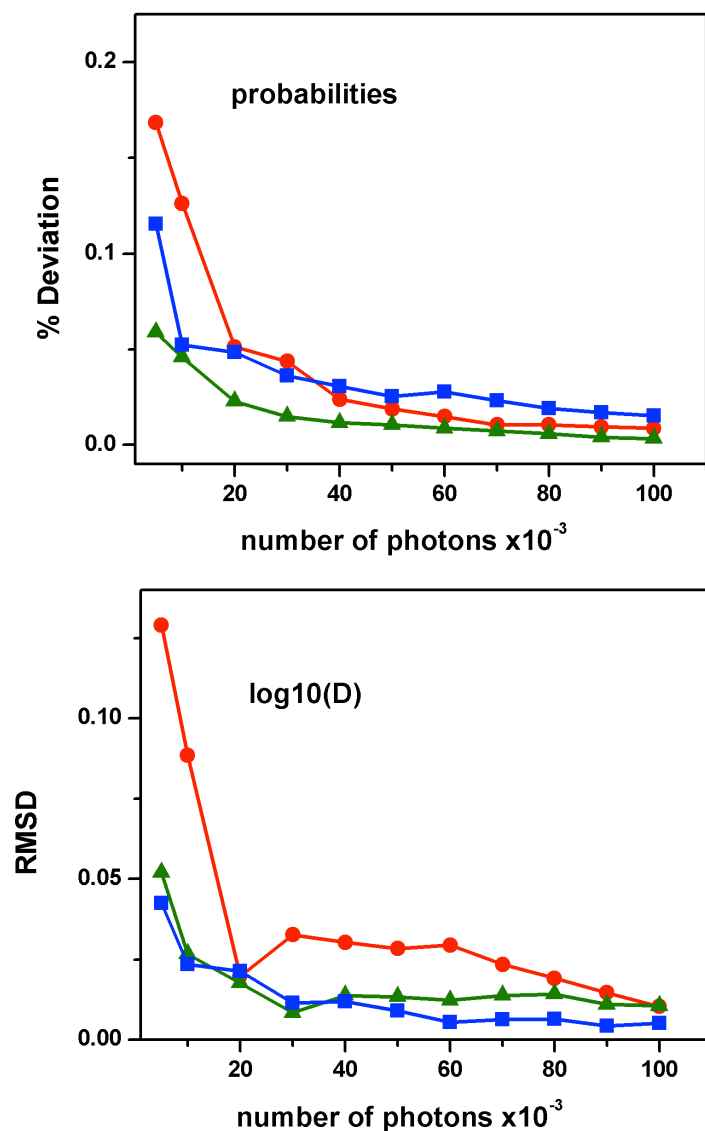 0.2
probabilities
% Deviation
0.1
0.0
20 40 60 80 100
number of photons x10⁻³
log10(D)
0.10
RMSD
0.05
0.00
20 40 60 80 100
number of photons x10⁻³